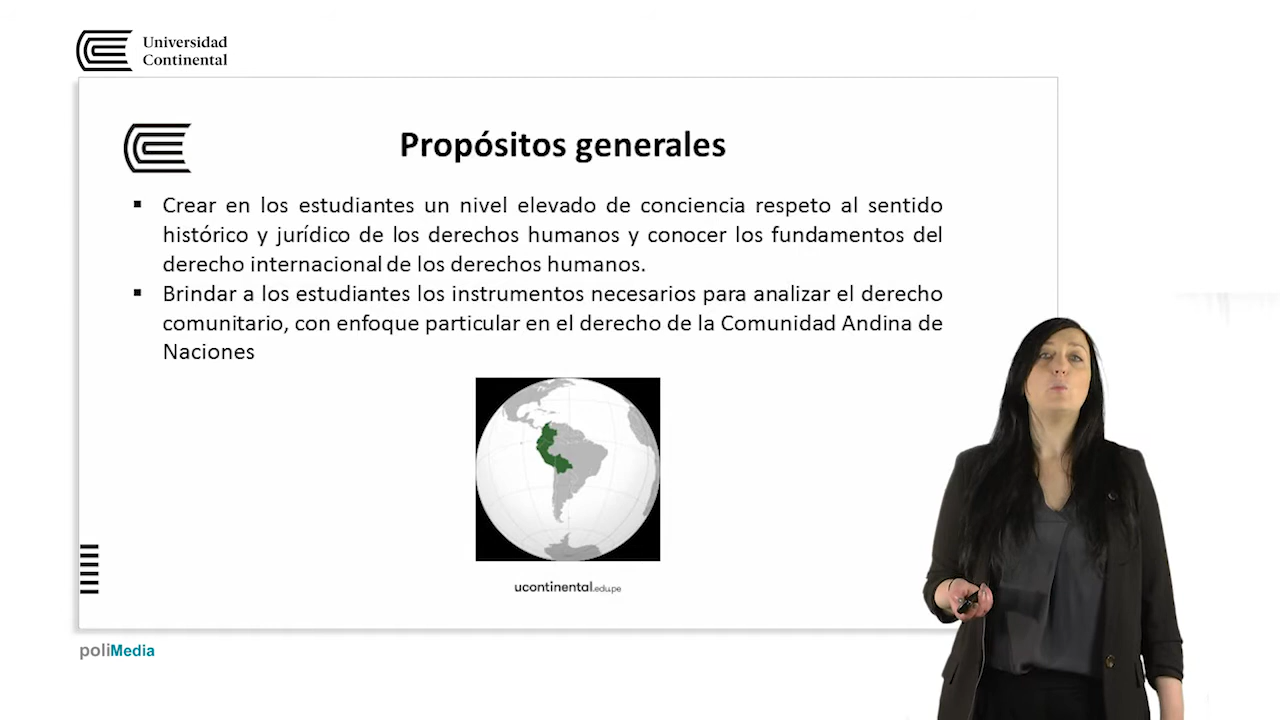 Universidad
Continental
Propósitos generales
▪ Crear en los estudiantes un nivel elevado de conciencia respeto al sentido
histórico y jurídico de los derechos humanos y conocer los fundamentos del
derecho internacional de los derechos humanos.
▪ Brindar a los estudiantes los instrumentos necesarios para analizar el derecho
comunitario, con enfoque particular en el derecho de la Comunidad Andina de
Naciones
ucontinental.edu.pe
poliMedia